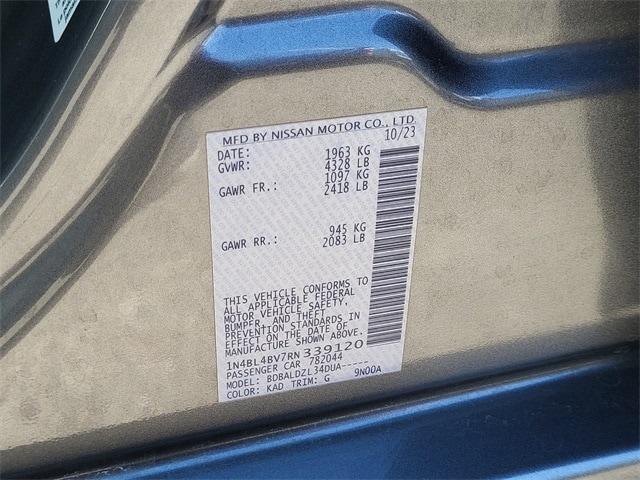 MFD BY NISSAN MOTOR CO., LTD.
DATE: 10/23
GVWR: 1963 KG
4328 LB
GAWR FR.: 1097 KG
2418 LB
GAWR RR.: 945 KG
2083 LB
THIS VEHICLE CONFORMS TO
ALL APPLICABLE FEDERAL
MOTOR VEHICLE SAFETY,
BUMPER, AND THEFT
PREVENTION STANDARDS IN
EFFECT ON THE DATE OF
MANUFACTURE SHOWN ABOVE.
1N4BL4BV7RN339120
PASSENGER CAR 782044
MODEL: BDBALDZL34DUA-----
COLOR: KAD TRIM: G 9N00A